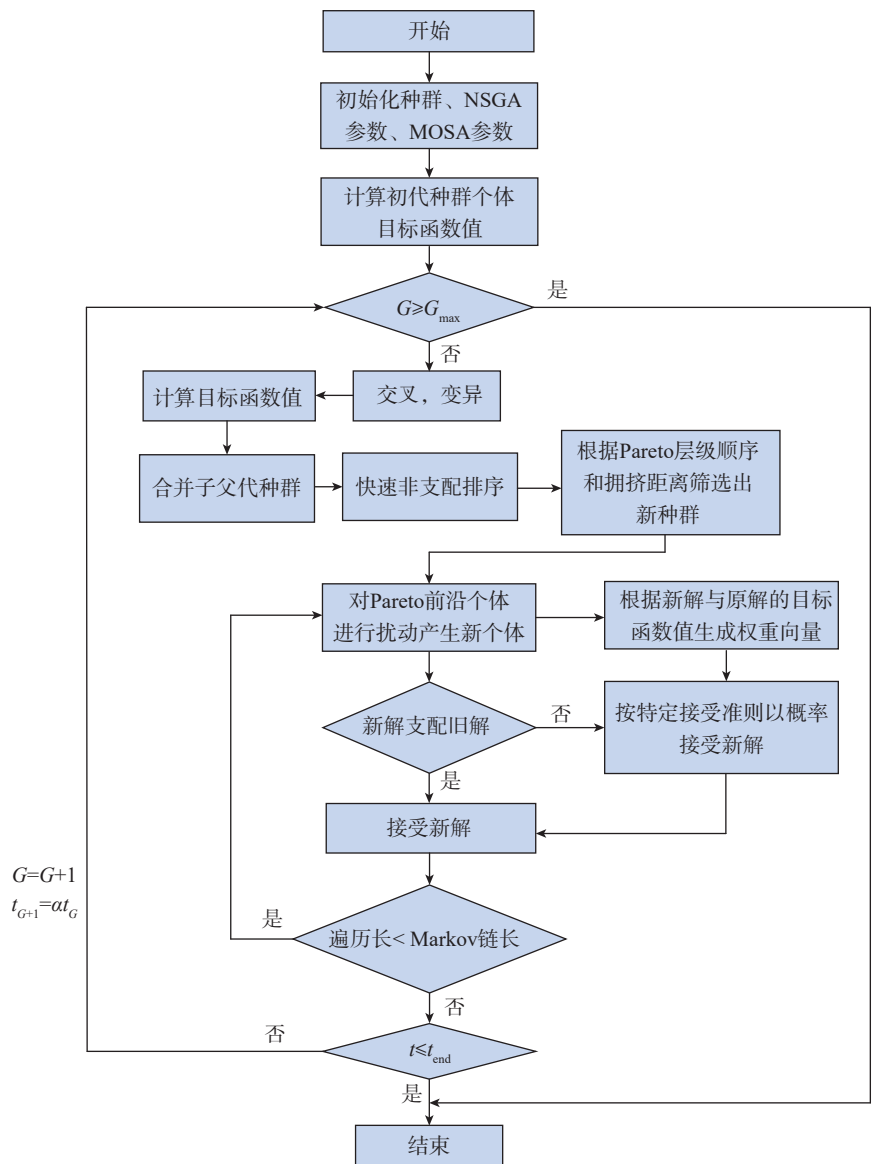 开始
初始化种群、NSGA
参数、MOSA参数
计算初代种群个体
目标函数值
G≥G_max
是
否
交叉，变异
计算目标函数值
合并子父代种群
快速非支配排序
根据Pareto层级顺序
和拥挤距离筛选出
新种群
对Pareto前沿个体
进行扰动产生新个体
根据新解与原解的目标
函数值生成权重向量
新解支配旧解
否
按特定接受准则以概率
接受新解
是
接受新解
G=G+1
t_{G+1}=αt_G
是
遍历长< Markov链长
否
否
t≤t_end
是
结束